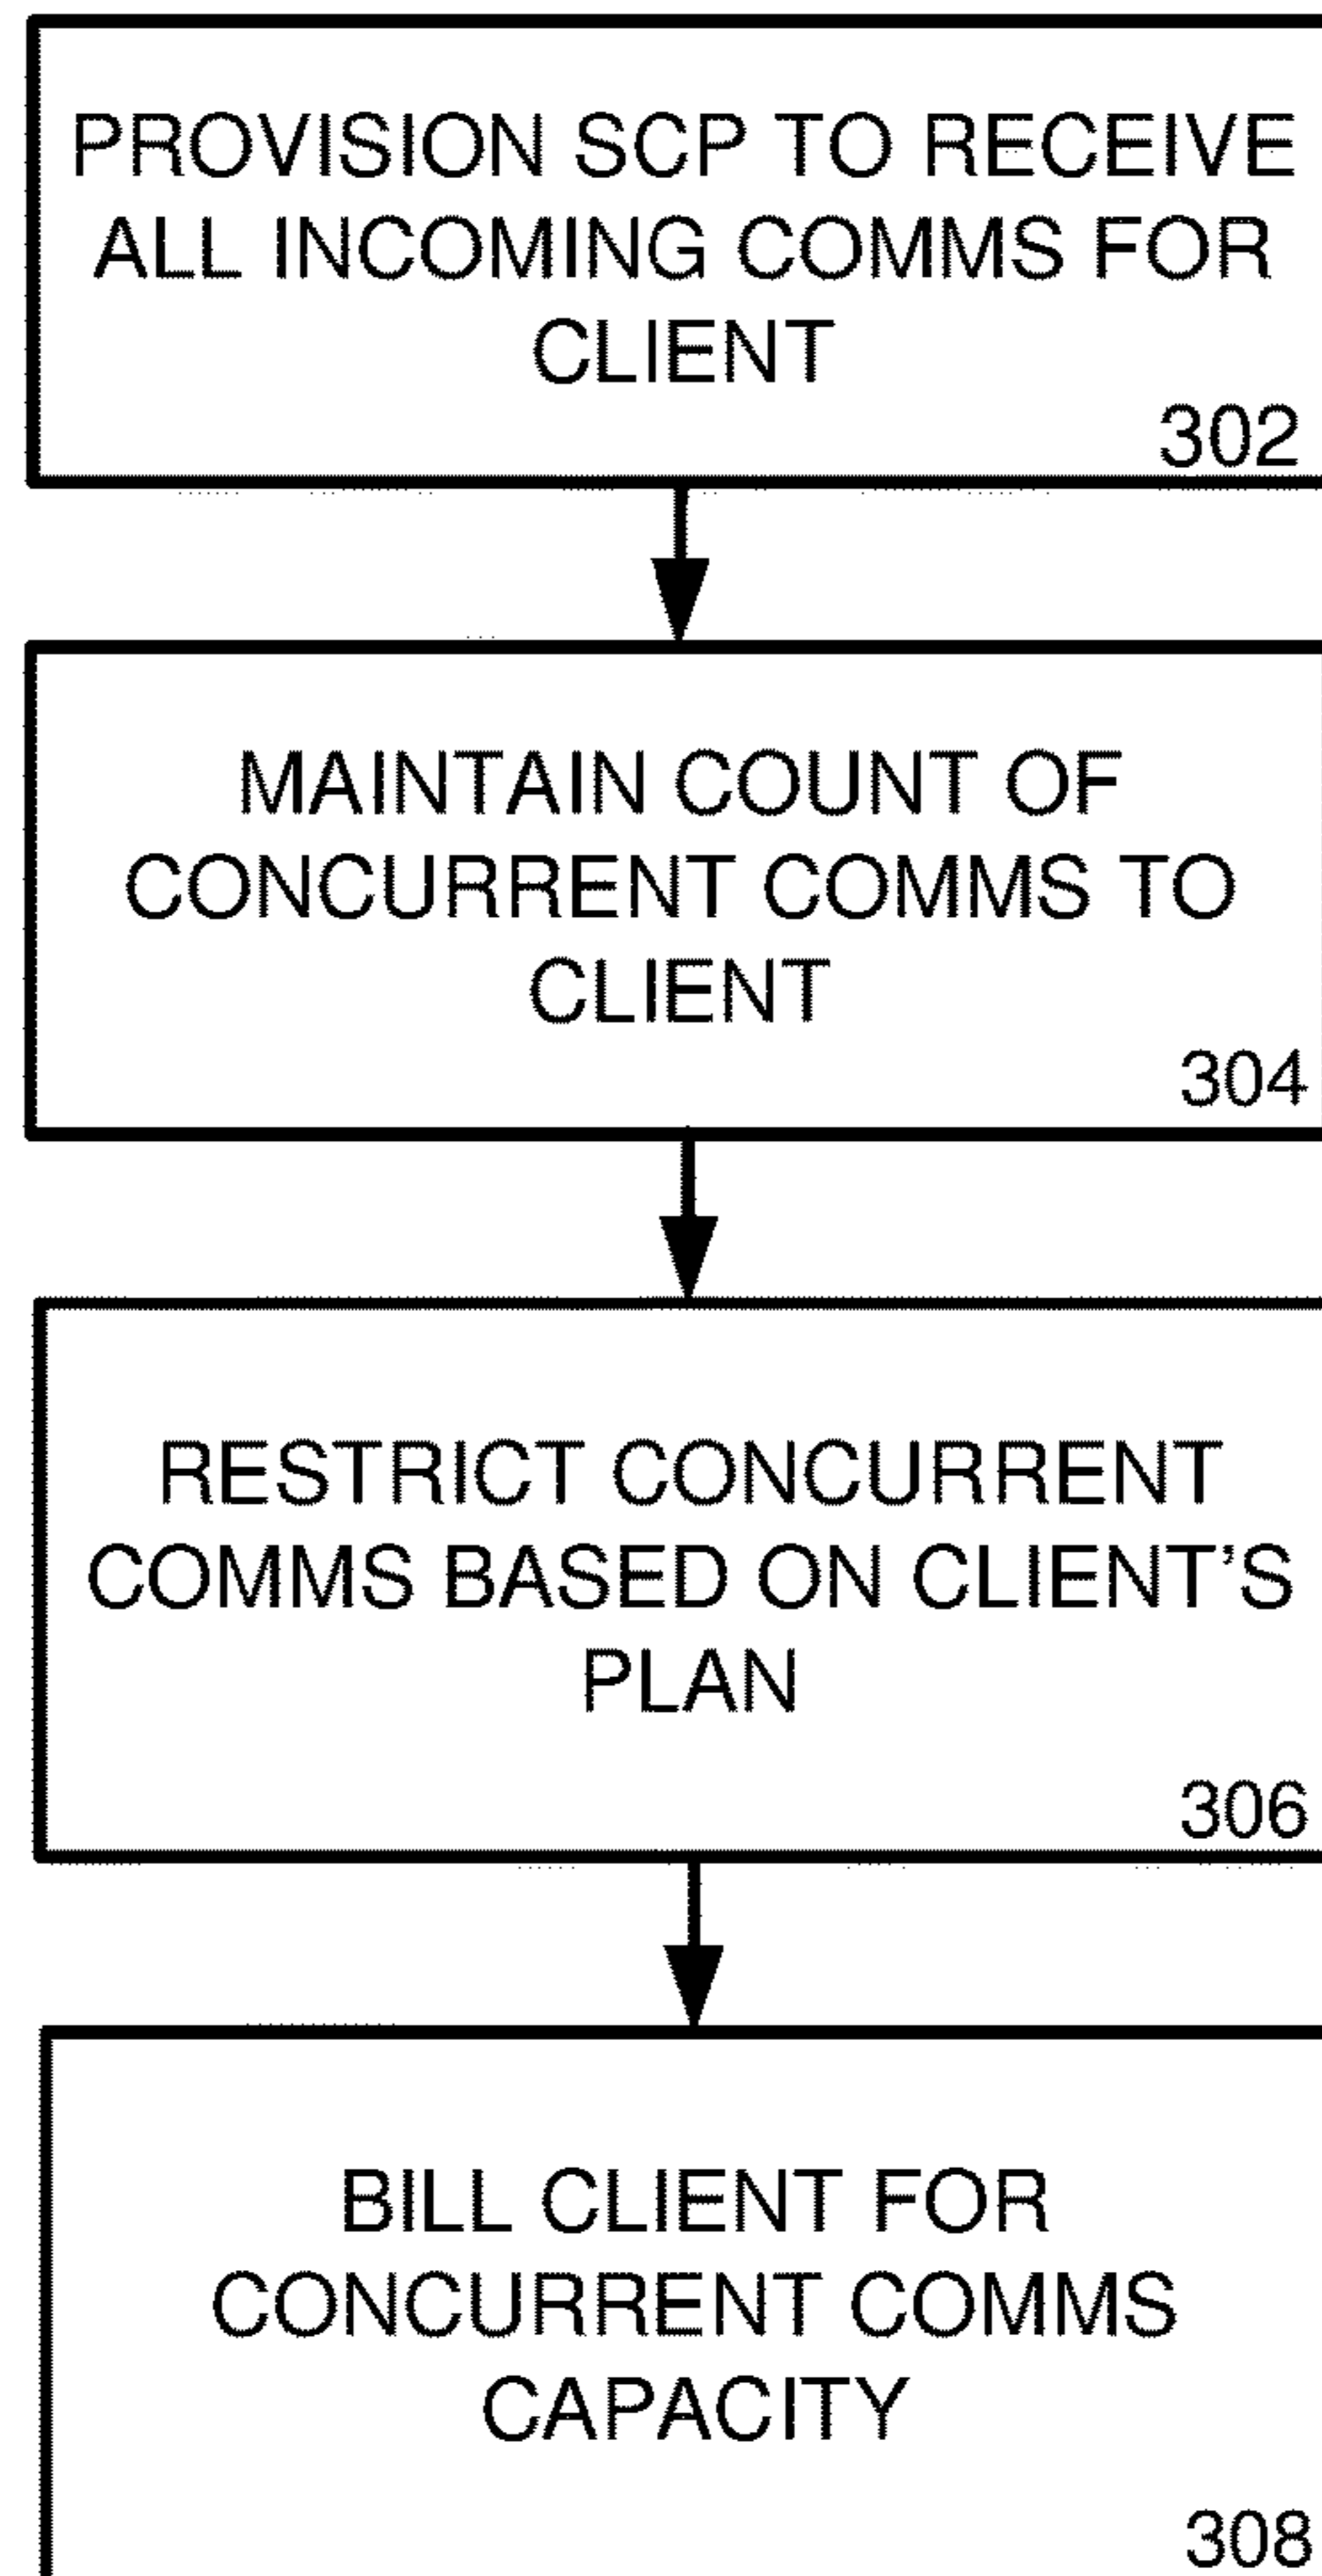 PROVISION SCP TO RECEIVE
ALL INCOMING COMMS FOR
CLIENT
302
MAINTAIN COUNT OF
CONCURRENT COMMS TO
CLIENT
304
RESTRICT CONCURRENT
COMMS BASED ON CLIENT'S
PLAN
306
BILL CLIENT FOR
CONCURRENT COMMS
CAPACITY
308